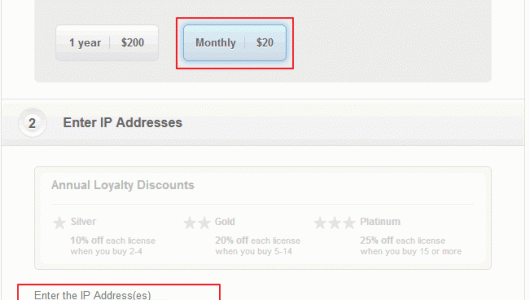 1 year $200 Monthly $20
2 Enter IP Addresses
Annual Loyalty Discounts
Silver Gold Platinum
10% off each license 20% off each license 25% off each license
when you buy 2-4 when you buy 5-14 when you buy 15 or more
Enter the IP Address(es)